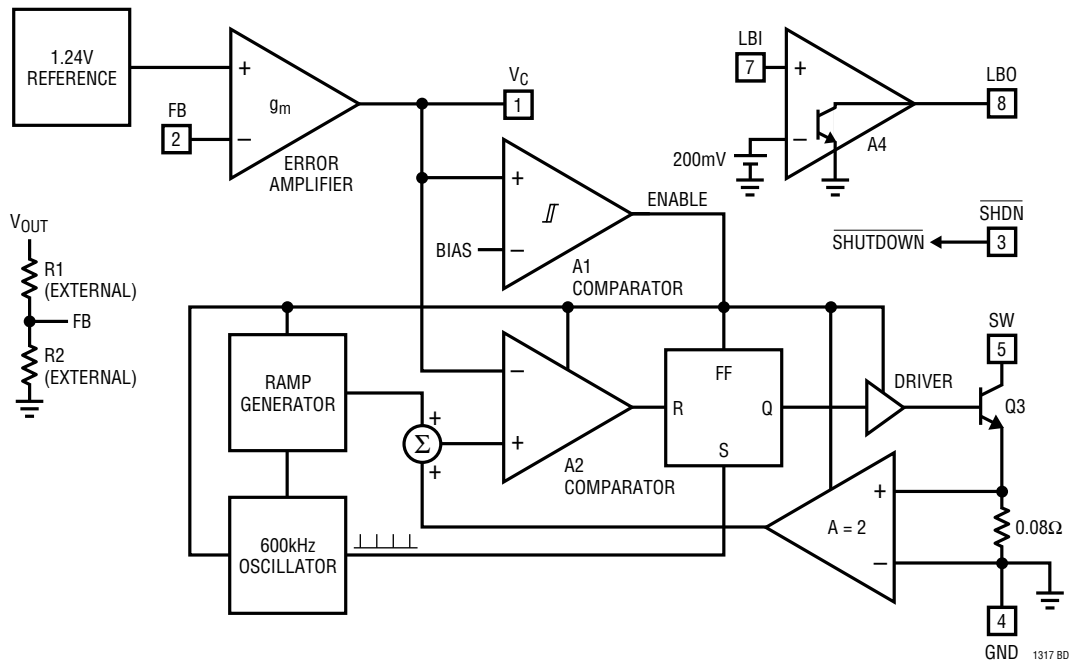 1.24V
REFERENCE
FB
2
+
−
gm
ERROR
AMPLIFIER
VC
1
LBI
7
+
−
200mV
A4
LBO
8
SHDN
3
SHUTDOWN
+
−
BIAS
ENABLE
A1
COMPARATOR
VOUT
R1
(EXTERNAL)
FB
R2
(EXTERNAL)
RAMP
GENERATOR
+
Σ
+
−
+
A2
COMPARATOR
FF
R
Q
S
DRIVER
SW
5
Q3
600kHz
OSCILLATOR
A = 2
+
−
0.08Ω
4
GND
1317 BD